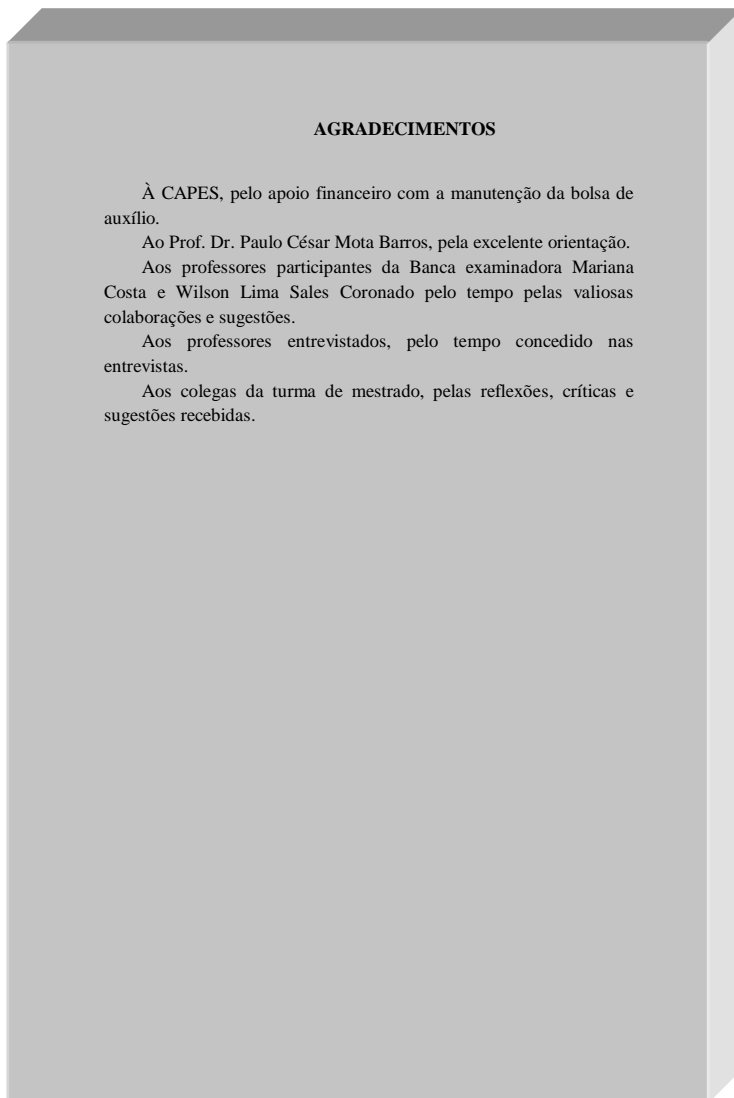 AGRADECIMENTOS
À CAPES, pelo apoio financeiro com a manutenção da bolsa de
auxílio.
Ao Prof. Dr. Paulo César Mota Barros, pela excelente orientação.
Aos professores participantes da Banca examinadora Mariana
Costa e Wilson Lima Sales Coronado pelo tempo pelas valiosas
colaborações e sugestões.
Aos professores entrevistados, pelo tempo concedido nas
entrevistas.
Aos colegas da turma de mestrado, pelas reflexões, críticas e
sugestões recebidas.